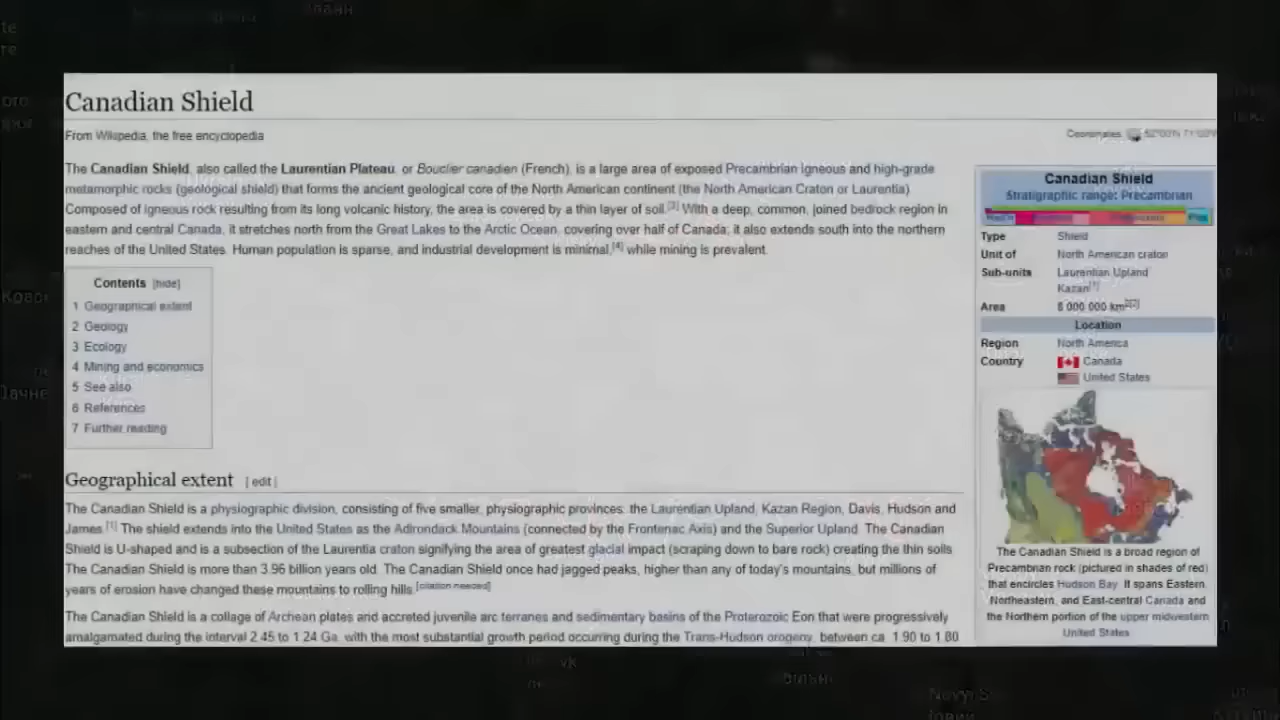 Canadian Shield
From Wikipedia, the free encyclopedia
Coordinates
The Canadian Shield, also called the Laurentian Plateau, or Bouclier canadien (French), is a large area of exposed Precambrian igneous and high-grade
metamorphic rocks (geological shield) that forms the ancient geological core of the North American continent (the North American Craton or Laurentia).
Composed of igneous rock resulting from its long volcanic history, the area is covered by a thin layer of soil.[3] With a deep, common, joined bedrock region in
eastern and central Canada, it stretches north from the Great Lakes to the Arctic Ocean, covering over half of Canada; it also extends south into the northern
reaches of the United States. Human population is sparse, and industrial development is minimal,[4] while mining is prevalent.
Contents [hide]
1 Geographical extent
2 Geology
3 Ecology
4 Mining and economics
5 See also
6 References
7 Further reading
Geographical extent [edit]
The Canadian Shield is a physiographic division, consisting of five smaller, physiographic provinces: the Laurentian Upland, Kazan Region, Davis, Hudson and
James.[1] The shield extends into the United States as the Adirondack Mountains (connected by the Frontenac Axis) and the Superior Upland. The Canadian
Shield is U-shaped and is a subsection of the Laurentia craton signifying the area of greatest glacial impact (scraping down to bare rock) creating the thin soils.
The Canadian Shield is more than 3.96 billion years old. The Canadian Shield once had jagged peaks, higher than any of today's mountains, but millions of
years of erosion have changed these mountains to rolling hills.[citation needed]
The Canadian Shield is a collage of Archean plates and accreted juvenile arc terranes and sedimentary basins of the Proterozoic Eon that were progressively
amalgamated during the interval 2.45 to 1.24 Ga, with the most substantial growth period occurring during the Trans-Hudson orogeny, between ca. 1.90 to 1.80
Canadian Shield
Stratigraphic range: Precambrian
Type Shield
Unit of North American craton
Sub-units Laurentian Upland
Kazan[1]
Area 8,000,000 km2[2]
Location
Region North America
Country Canada
United States
The Canadian Shield is a broad region of
Precambrian rock (pictured in shades of red)
that encircles Hudson Bay. It spans Eastern,
Northeastern, and East-central Canada and
the Northern portion of the upper midwestern
United States